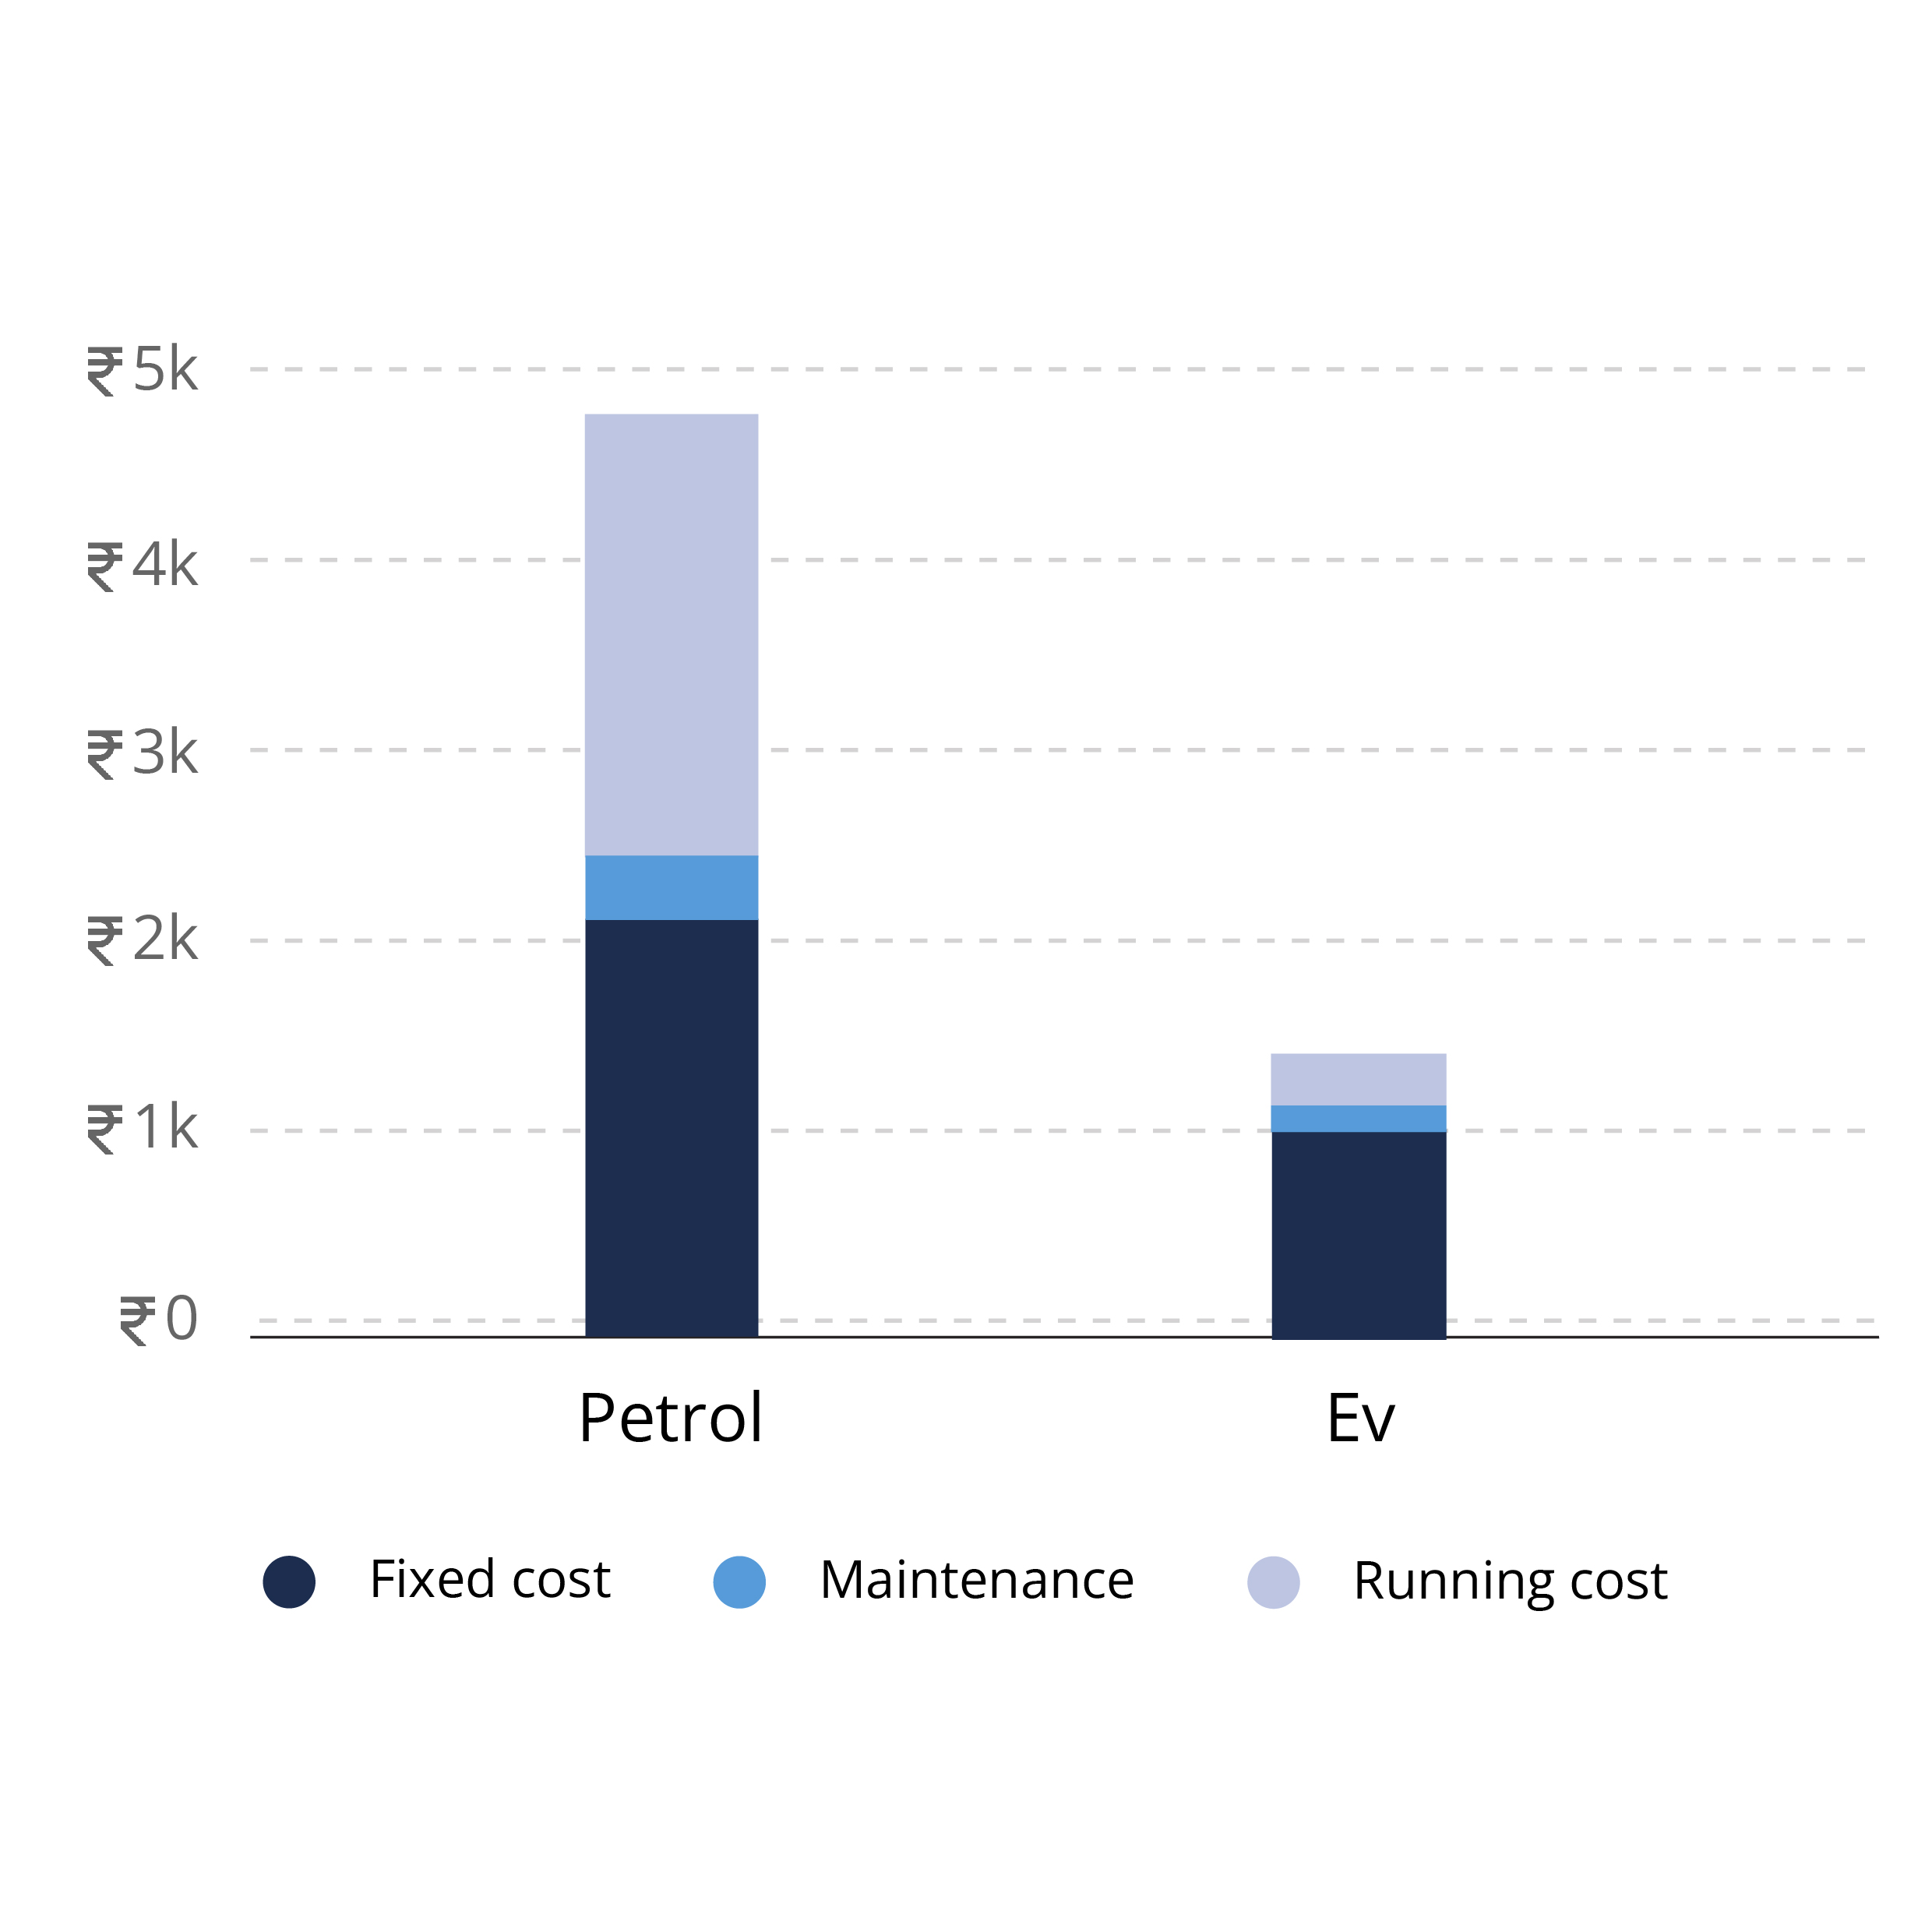 ₹ 5k
₹ 4k
₹ 3k
₹ 2k
₹ 1k
₹ 0
Petrol Ev
Fixed cost Maintenance Running cost